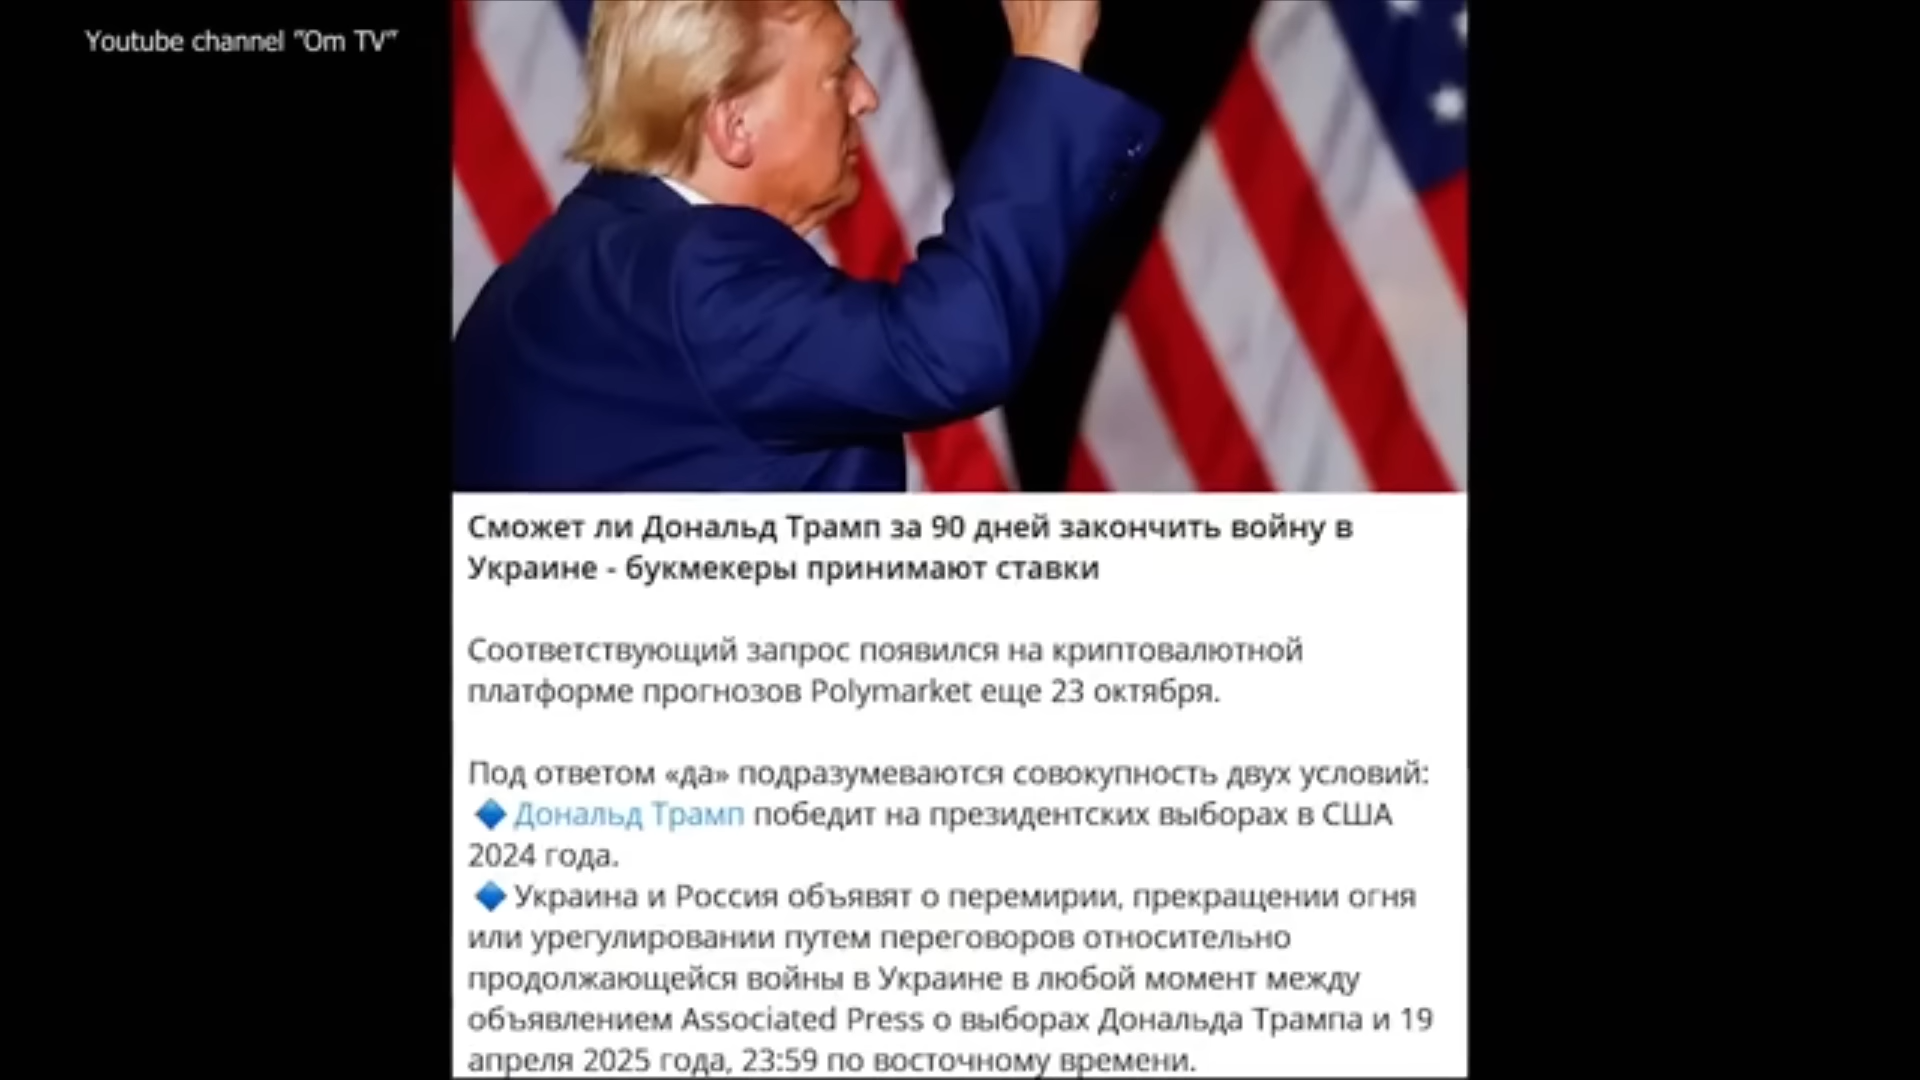 Youtube channel "Om TV"
Сможет ли Дональд Трамп за 90 дней закончить войну в
Украине - букмекеры принимают ставки
Соответствующий запрос появился на криптовалютной
платформе прогнозов Polymarket еще 23 октября.
Под ответом «да» подразумеваются совокупность двух условий:
🔷 Дональд Трамп победит на президентских выборах в США
2024 года.
🔷 Украина и Россия объявят о перемирии, прекращении огня
или урегулировании путем переговоров относительно
продолжающейся войны в Украине в любой момент между
объявлением Associated Press о выборах Дональда Трампа и 19
апреля 2025 года, 23:59 по восточному времени.